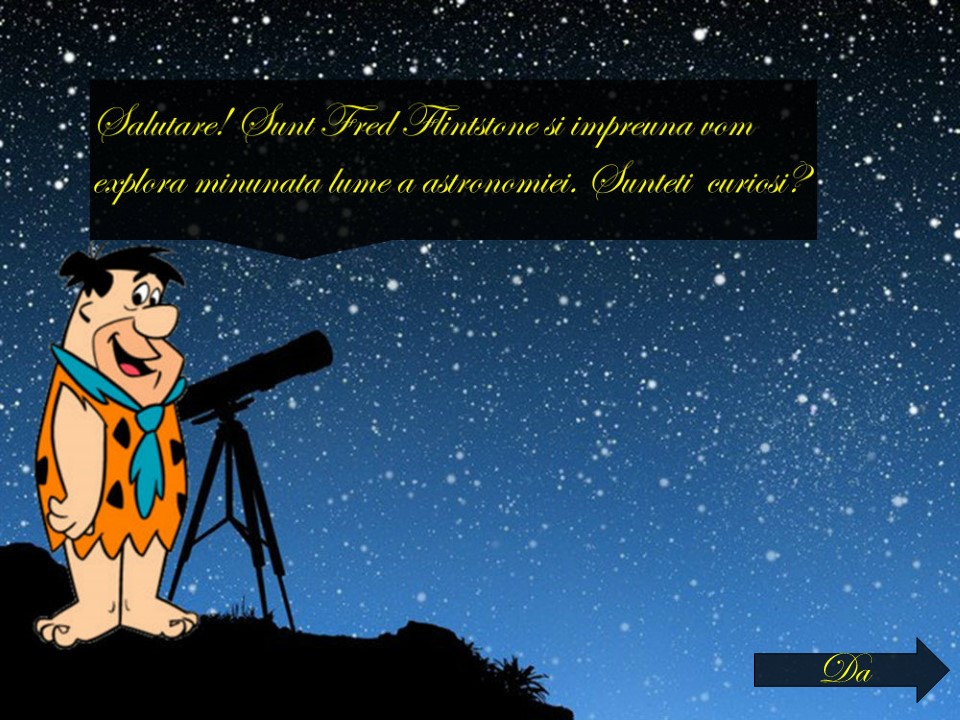 Salutare! Sunt Fred Flintstone si impreuna vom
explora minunata lume a astronomiei. Sunteti  curiosi?
Da